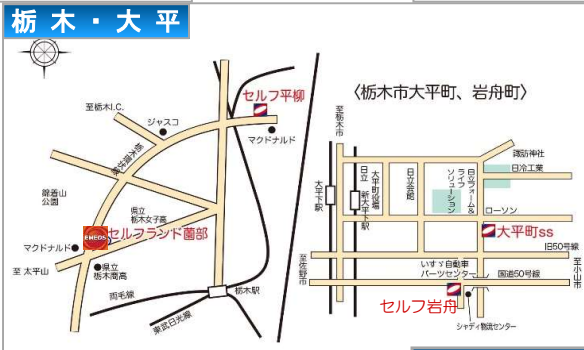 栃木・大平
至栃木I.C.
ジャスコ
セルフ平柳
マクドナルド
栃木環状線
錦着山
公園
県立
栃木女子高
セルフランド薗部
ENEOS
マクドナルド
至 太平山
県立
栃木商高
両毛線
東武日光線
栃木駅
〈栃木市大平町、岩舟町〉
至栃木市
諏訪神社
日冷工業
日立
大平町役場
日立会館
日立フォーム&
ライフ
ソリューション
大平下駅
新大平下駅
ローソン
大平町ss
旧50号線
至佐野市
いすゞ自動車
パーツセンター
国道50号線
至小山市
セルフ岩舟
シャディ物流センター